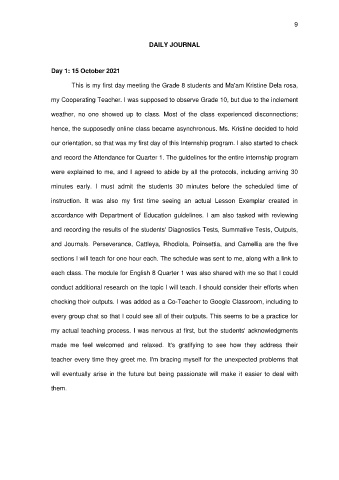 9
DAILY JOURNAL
Day 1: 15 October 2021
This is my first day meeting the Grade 8 students and Ma'am Kristine Dela rosa,
my Cooperating Teacher. I was supposed to observe Grade 10, but due to the inclement
weather, no one showed up to class. Most of the class experienced disconnections;
hence, the supposedly online class became asynchronous. Ms. Kristine decided to hold
our orientation, so that was my first day of this Internship program. I also started to check
and record the Attendance for Quarter 1. The guidelines for the entire internship program
were explained to me, and I agreed to abide by all the protocols, including arriving 30
minutes early. I must admit the students 30 minutes before the scheduled time of
instruction. It was also my first time seeing an actual Lesson Exemplar created in
accordance with Department of Education guidelines. I am also tasked with reviewing
and recording the results of the students' Diagnostics Tests, Summative Tests, Outputs,
and Journals. Perseverance, Cattleya, Rhodiola, Poinsettia, and Camellia are the five
sections I will teach for one hour each. The schedule was sent to me, along with a link to
each class. The module for English 8 Quarter 1 was also shared with me so that I could
conduct additional research on the topic I will teach. I should consider their efforts when
checking their outputs. I was added as a Co-Teacher to Google Classroom, including to
every group chat so that I could see all of their outputs. This seems to be a practice for
my actual teaching process. I was nervous at first, but the students' acknowledgments
made me feel welcomed and relaxed. It's gratifying to see how they address their
teacher every time they greet me. I'm bracing myself for the unexpected problems that
will eventually arise in the future but being passionate will make it easier to deal with
them.